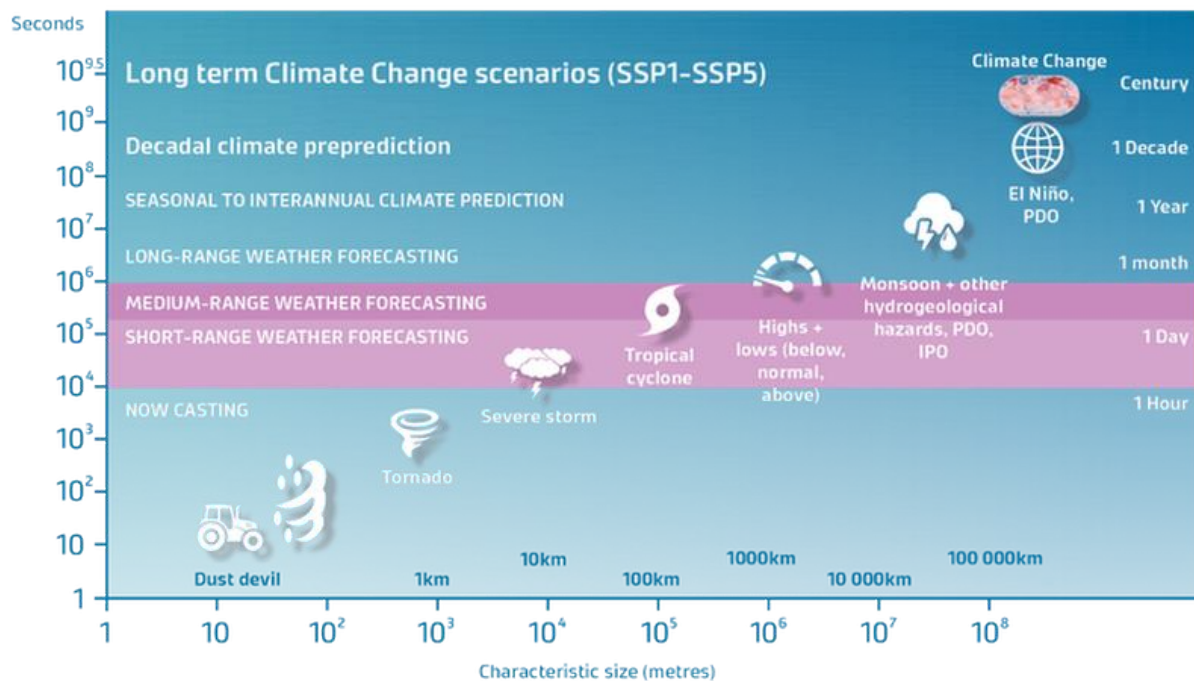 Seconds
10^9.5
Climate Change
Long term Climate Change scenarios (SSP1-SSP5)
Century
10^9
Decadal climate preprediction
1 Decade
10^8
SEASONAL TO INTERANNUAL CLIMATE PREDICTION
El Niño,
PDO
1 Year
10^7
LONG-RANGE WEATHER FORECASTING
1 month
10^6
MEDIUM-RANGE WEATHER FORECASTING
Monsoon + other
hydrogeological
hazards, PDO,
IPO
10^5
SHORT-RANGE WEATHER FORECASTING
Highs +
lows (below,
normal,
above)
1 Day
Tropical
cyclone
10^4
NOW CASTING
Severe storm
1 Hour
10^3
Tornado
10^2
10
Dust devil
1km
10km
100km
1000km
10 000km
100 000km
1
1
10
10^2
10^3
10^4
10^5
10^6
10^7
10^8
Characteristic size (metres)